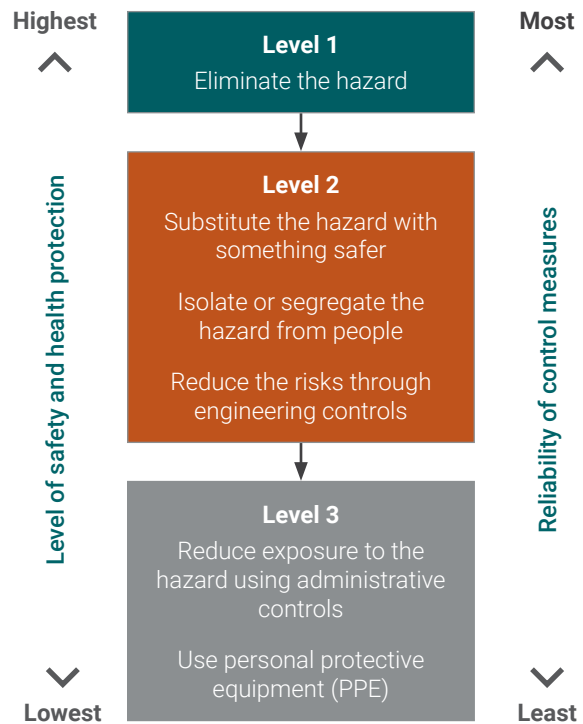 Highest
Most
Level 1
Eliminate the hazard
Level of safety and health protection
Reliability of control measures
Level 2
Substitute the hazard with
something safer
Isolate or segregate the
hazard from people
Reduce the risks through
engineering controls
Level 3
Reduce exposure to the
hazard using administrative
controls
Use personal protective
equipment (PPE)
Lowest
Least